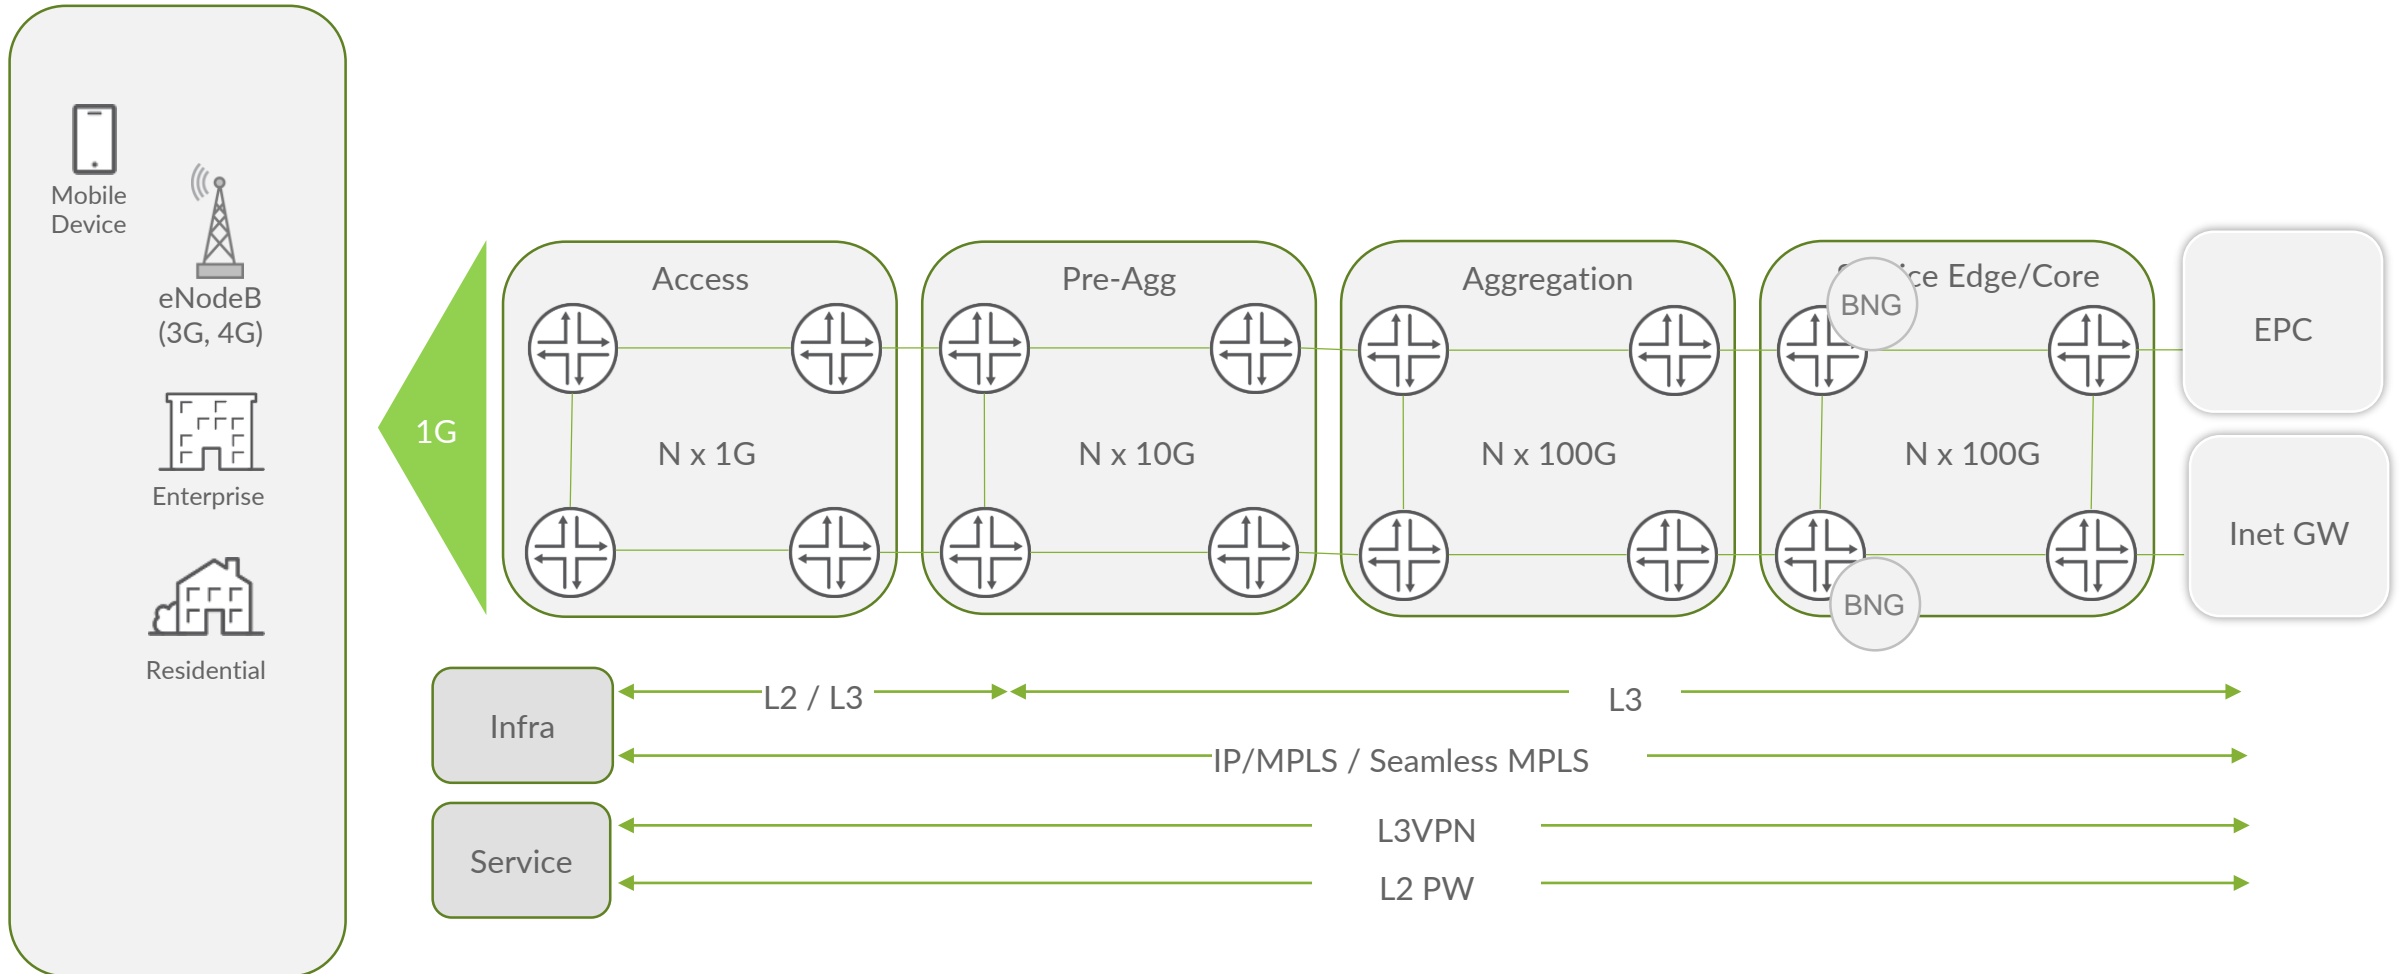 Mobile
Device
eNodeB
(3G, 4G)
Enterprise
Residential
1G
Access
N x 1G
Pre-Agg
N x 10G
Aggregation
N x 100G
Edge/Core
BNG
N x 100G
BNG
EPC
Inet GW
Infra
L2 / L3
L3
IP/MPLS / Seamless MPLS
Service
L3VPN
L2 PW